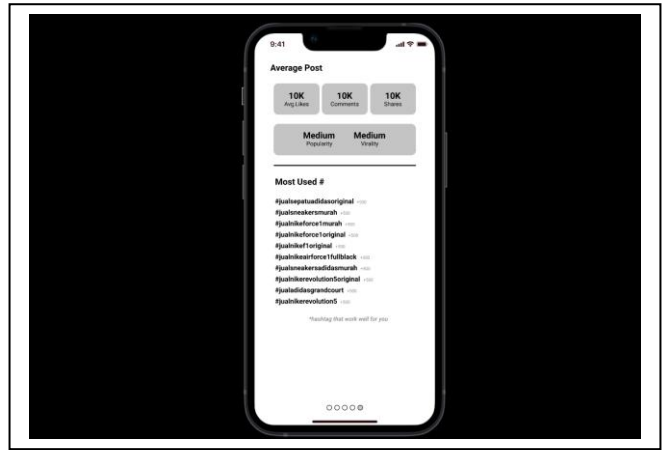 9:41
Average Post
10K 10K 10K
Avg Likes Comments Shares
Medium Medium
Popularity Virality
Most Used #
#jualsepatuadidasoriginal
#jualsneakersmurah
#jualnikeforce1murah
#jualnikeforce1original
#jualnikef1original
#jualnikeairforce1fullblack
#jualsneakersadidasmurah
#jualnikerevolution5original
#jualadidasgrandcourt
#jualnikerevolution5
*hashtag that work well for you